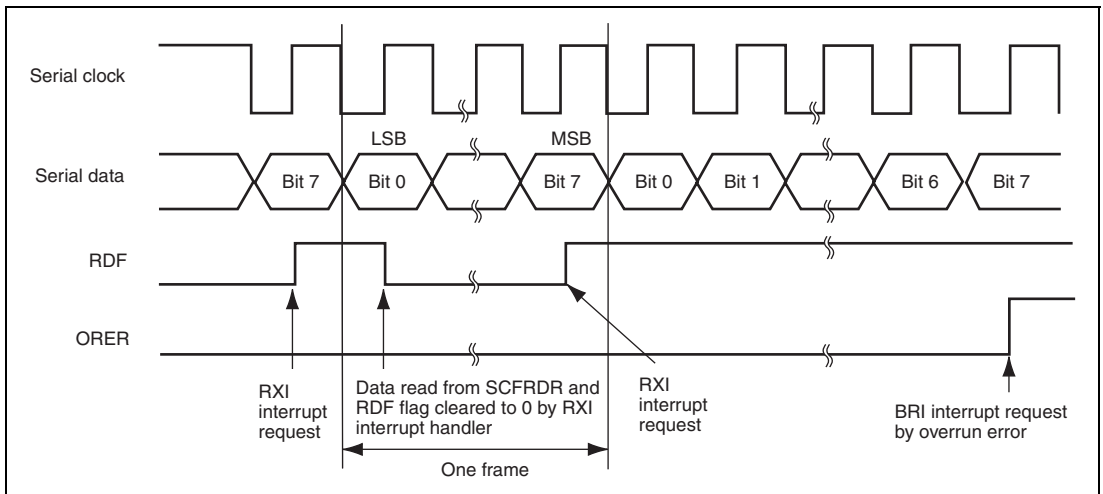 Serial clock
LSB
MSB
Serial data
Bit 7
Bit 0
Bit 7
Bit 0
Bit 1
Bit 6
Bit 7
RDF
ORER
RXI
interrupt
request
Data read from SCFRDR and
RDF flag cleared to 0 by RXI
interrupt handler
RXI
interrupt
request
BRI interrupt request
by overrun error
One frame